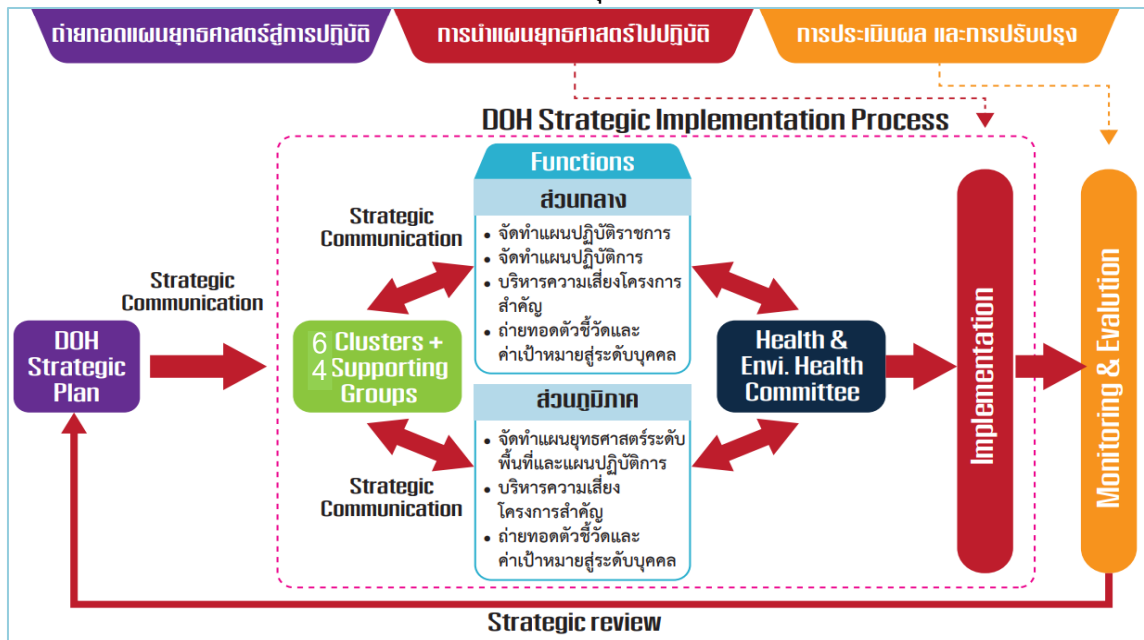 ถ่ายทอดแผนยุทธศาสตร์สู่การปฏิบัติ
การนำแผนยุทธศาสตร์ไปปฏิบัติ
การประเมินผล และการปรับปรุง
DOH Strategic Implementation Process
Functions
ส่วนกลาง
• จัดทำแผนปฏิบัติราชการ
• จัดทำแผนปฏิบัติการ
• บริหารความเสี่ยงโครงการ
สำคัญ
• ถ่ายทอดตัวชี้วัดและ
ค่าเป้าหมายสู่ระดับบุคคล
Strategic
Communication
Strategic
Communication
DOH
Strategic
Plan
6 Clusters +
4 Supporting
Groups
Health &
Envi. Health
Committee
Implementation
Monitoring & Evalution
ส่วนภูมิภาค
• จัดทำแผนยุทธศาสตร์ระดับ
พื้นที่และแผนปฏิบัติการ
• บริหารความเสี่ยง
โครงการสำคัญ
• ถ่ายทอดตัวชี้วัดและ
ค่าเป้าหมายสู่ระดับบุคคล
Strategic
Communication
Strategic review